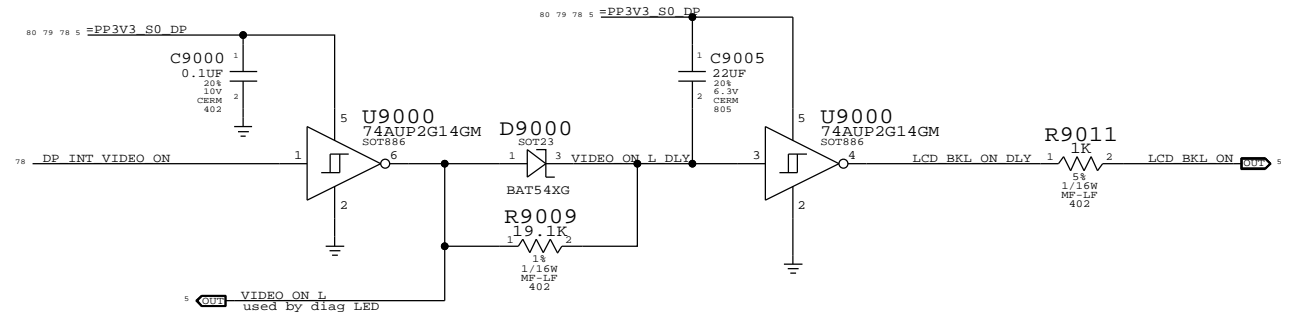 80 79 78 5 =PP3V3_S0_DP
C9000
1
0.1UF
20%
10V
CERM
402
2
5
U9000
74AUP2G14GM
SOT886
78 DP_INT_VIDEO_ON
1
6
2
D9000
SOT23
1
3
BAT54XG
VIDEO_ON_L_DLY
R9009
19.1K
1
2
1%
1/16W
MF-LF
402
5 OUT VIDEO_ON_L
used by diag LED
80 79 78 5 =PP3V3_S0_DP
1
C9005
22UF
20%
6.3V
CERM
805
2
5
U9000
74AUP2G14GM
SOT886
3
4
2
LCD_BKL_ON_DLY
R9011
1K
1
2
5%
1/16W
MF-LF
402
LCD_BKL_ON OUT 5